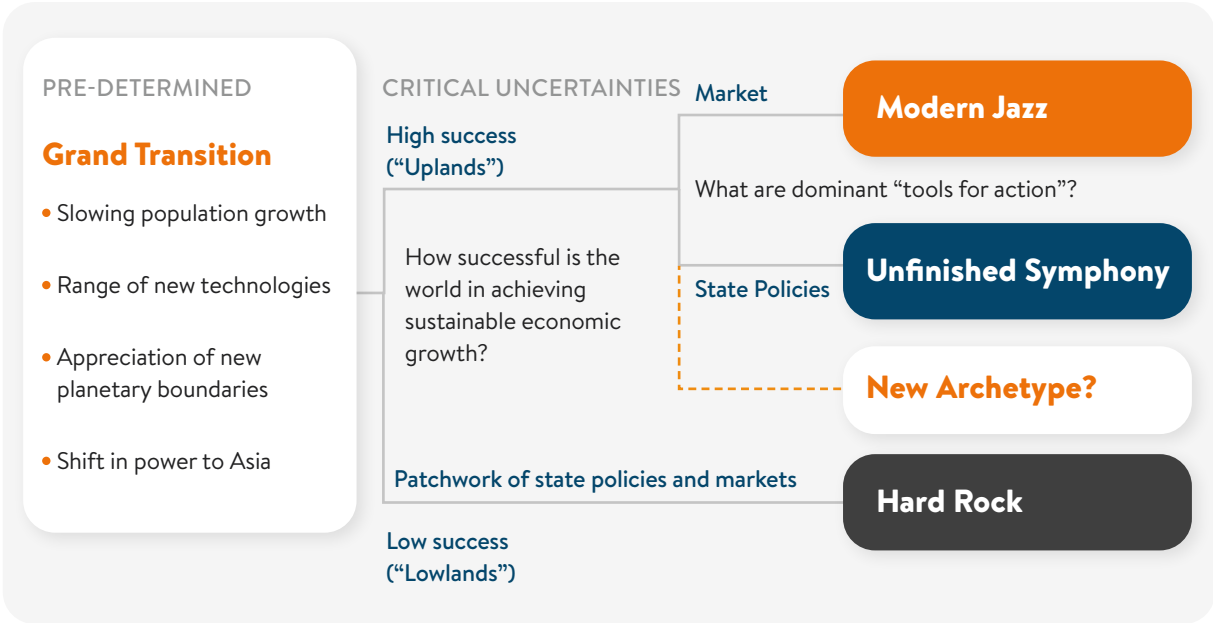 PRE-DETERMINED
Grand Transition
• Slowing population growth
• Range of new technologies
• Appreciation of new
planetary boundaries
• Shift in power to Asia
CRITICAL UNCERTAINTIES
High success
(“Uplands”)
How successful is the
world in achieving
sustainable economic
growth?
Low success
(“Lowlands”)
Market
What are dominant “tools for action”?
State Policies
Patchwork of state policies and markets
Modern Jazz
Unfinished Symphony
New Archetype?
Hard Rock